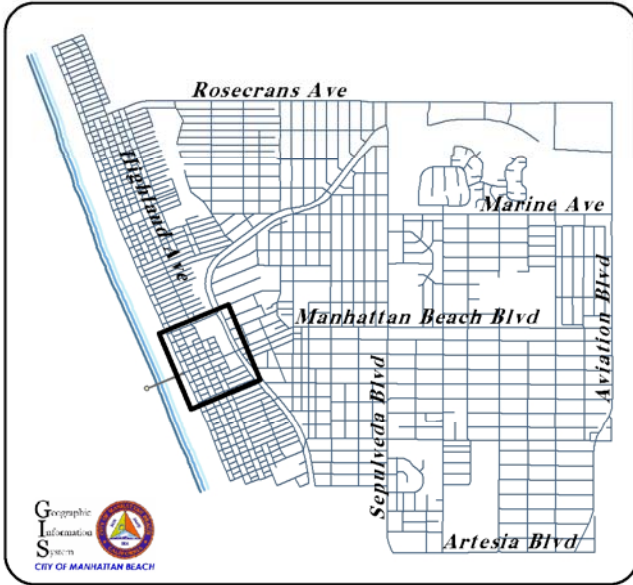 Rosecrans Ave
Highland Ave
Marine Ave
Manhattan Beach Blvd
Aviation Blvd
Sepulveda Blvd
Artesia Blvd
Geographic
Information
System
CITY OF MANHATTAN BEACH